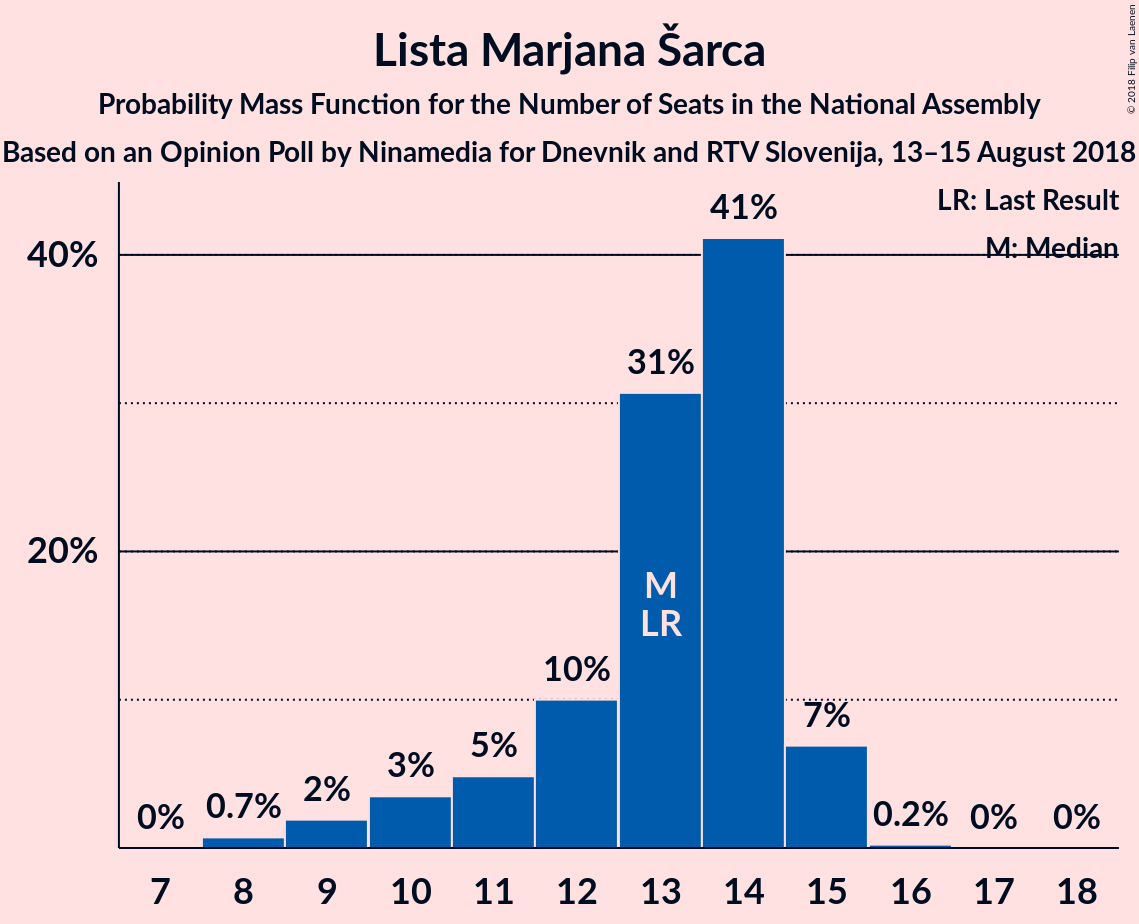 Lista Marjana Šarca
Probability Mass Function for the Number of Seats in the National Assembly
Based on an Opinion Poll by Ninamedia for Dnevnik and RTV Slovenija, 13–15 August 2018
© 2018 Filip van Laenen
LR: Last Result
M: Median
40%
20%
0%
0.7%
2%
3%
5%
10%
31%
41%
7%
0.2%
0%
0%
M
LR
7 8 9 10 11 12 13 14 15 16 17 18